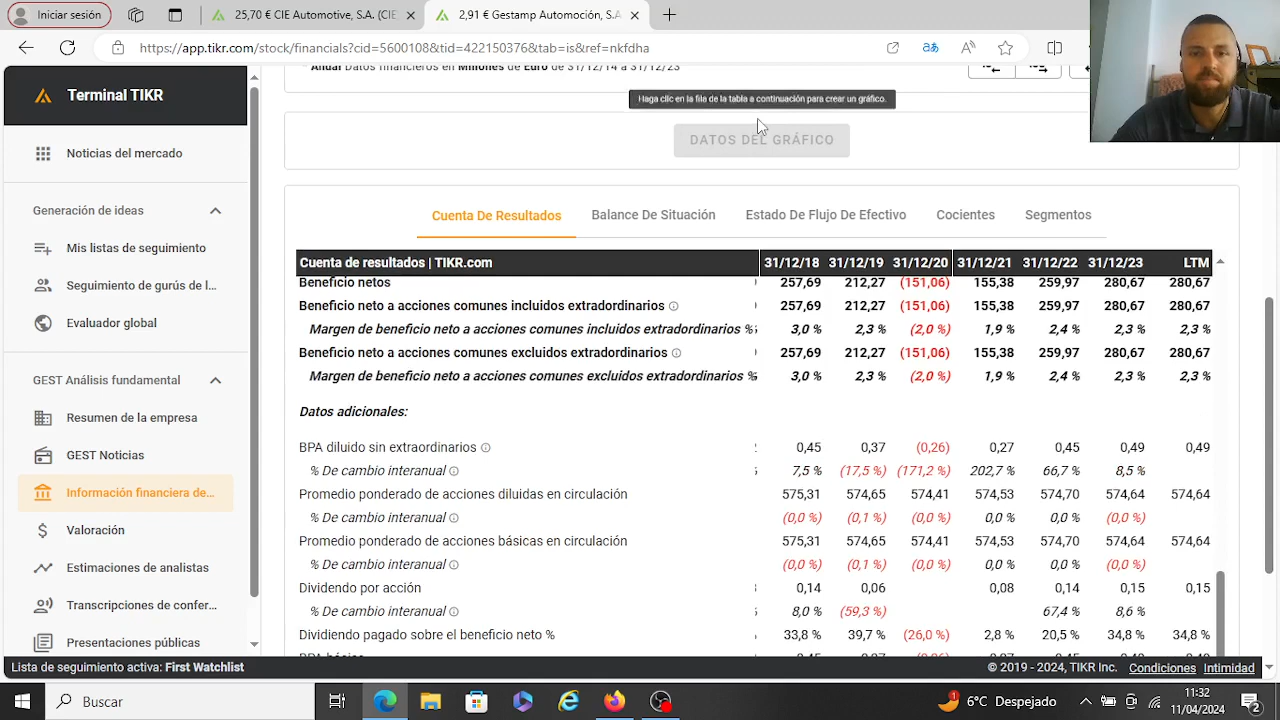 Iniciar sesión
25,70 € CIE Automotive, S.A. (CIE
2,91 € Gestamp Automoción, S.A
https://app.tikr.com/stock/financials?cid=5600108&tid=422150376&tab=is&ref=nkfdha
Terminal TIKR
Noticias del mercado
Generación de ideas
Mis listas de seguimiento
Seguimiento de gurús de l...
Evaluador global
GEST Análisis fundamental
Resumen de la empresa
GEST Noticias
Información financiera de...
Valoración
Estimaciones de analistas
Transcripciones de confer...
Presentaciones públicas
Anual Datos financieros en Millones de Euro de 31/12/14 a 31/12/23
Haga clic en la fila de la tabla a continuación para crear un gráfico.
DATOS DEL GRÁFICO
Cuenta De Resultados Balance De Situación Estado De Flujo De Efectivo Cocientes Segmentos
Cuenta de resultados | TIKR.com 31/12/18 31/12/19 31/12/20 31/12/21 31/12/22 31/12/23 LTM
Beneficio netos 257,69 212,27 (151,06) 155,38 259,97 280,67 280,67
Beneficio neto a acciones comunes incluidos extradordinarios 257,69 212,27 (151,06) 155,38 259,97 280,67 280,67
Margen de beneficio neto a acciones comunes incluidos extradordinarios % 3,0 % 2,3 % (2,0 %) 1,9 % 2,4 % 2,3 % 2,3 %
Beneficio neto a acciones comunes excluidos extradordinarios 257,69 212,27 (151,06) 155,38 259,97 280,67 280,67
Margen de beneficio neto a acciones comunes excluidos extradordinarios % 3,0 % 2,3 % (2,0 %) 1,9 % 2,4 % 2,3 % 2,3 %
Datos adicionales:
BPA diluido sin extraordinarios 0,45 0,37 (0,26) 0,27 0,45 0,49 0,49
% De cambio interanual 7,5 % (17,5 %) (171,2 %) 202,7 % 66,7 % 8,5 %
Promedio ponderado de acciones diluidas en circulación 575,31 574,65 574,41 574,53 574,70 574,64 574,64
% De cambio interanual (0,0 %) (0,1 %) (0,0 %) 0,0 % 0,0 % (0,0 %)
Promedio ponderado de acciones básicas en circulación 575,31 574,65 574,41 574,53 574,70 574,64 574,64
% De cambio interanual (0,0 %) (0,1 %) (0,0 %) 0,0 % 0,0 % (0,0 %)
Dividendo por acción 0,14 0,06 0,08 0,14 0,15 0,15
% De cambio interanual 8,0 % (59,3 %) 67,4 % 8,6 %
Dividiendo pagado sobre el beneficio neto % 33,8 % 39,7 % (26,0 %) 2,8 % 20,5 % 34,8 % 34,8 %
Lista de seguimiento activa: First Watchlist
© 2019 - 2024, TIKR Inc. Condiciones Intimidad
Buscar
1
6°C Despejado
11:32
11/04/2024
2